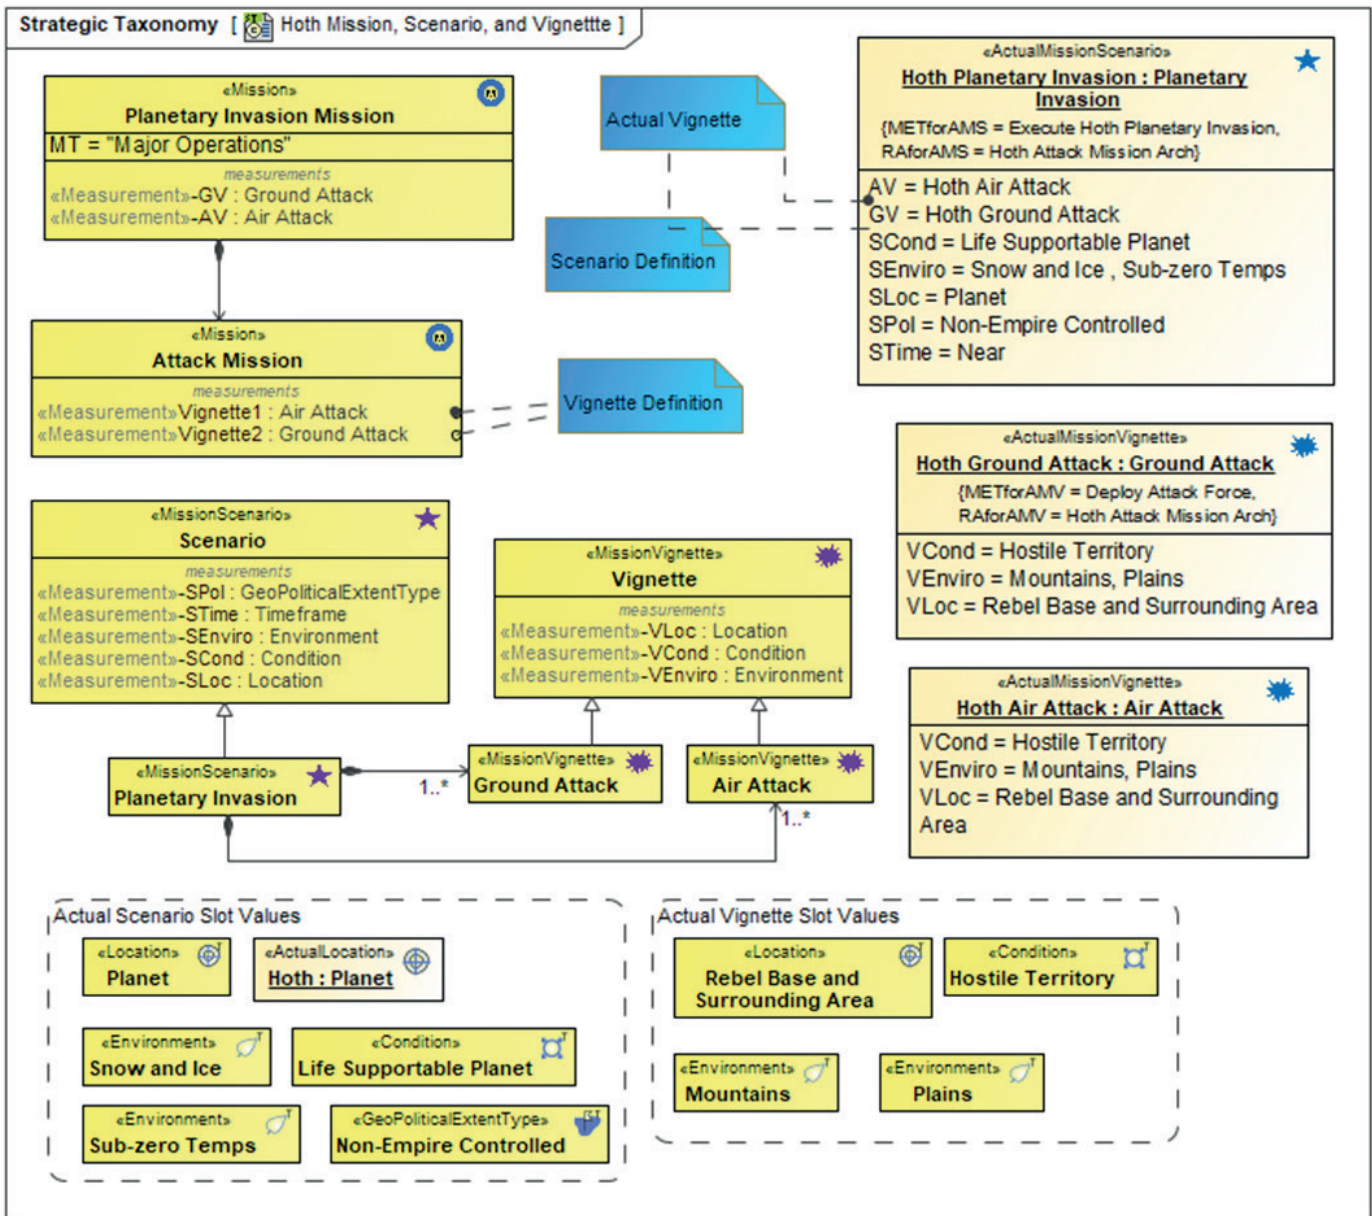 Strategic Taxonomy [ Hoth Mission, Scenario, and Vignettte ]
«Mission»
Planetary Invasion Mission
MT = "Major Operations"
measurements
«Measurement»-GV : Ground Attack
«Measurement»-AV : Air Attack
«Mission»
Attack Mission
measurements
«Measurement»Vignette1 : Air Attack
«Measurement»Vignette2 : Ground Attack
Actual Vignette
Scenario Definition
Vignette Definition
«ActualMissionScenario»
Hoth Planetary Invasion : Planetary
Invasion
{METforAMS = Execute Hoth Planetary Invasion,
RAforAMS = Hoth Attack Mission Arch}
AV = Hoth Air Attack
GV = Hoth Ground Attack
SCond = Life Supportable Planet
SEnviro = Snow and Ice , Sub-zero Temps
SLoc = Planet
SPol = Non-Empire Controlled
STime = Near
«ActualMissionVignette»
Hoth Ground Attack : Ground Attack
{METforAMV = Deploy Attack Force,
RAforAMV = Hoth Attack Mission Arch}
VCond = Hostile Territory
VEnviro = Mountains, Plains
VLoc = Rebel Base and Surrounding Area
«ActualMissionVignette»
Hoth Air Attack : Air Attack
VCond = Hostile Territory
VEnviro = Mountains, Plains
VLoc = Rebel Base and Surrounding
Area
«MissionScenario»
Scenario
measurements
«Measurement»-SPol : GeoPoliticalExtentType
«Measurement»-STime : Timeframe
«Measurement»-SEnviro : Environment
«Measurement»-SCond : Condition
«Measurement»-SLoc : Location
«MissionVignette»
Vignette
measurements
«Measurement»-VLoc : Location
«Measurement»-VCond : Condition
«Measurement»-VEnviro : Environment
«MissionScenario»
Planetary Invasion
1..*
«MissionVignette»
Ground Attack
«MissionVignette»
Air Attack
1..*
Actual Scenario Slot Values
«Location»
Planet
«ActualLocation»
Hoth : Planet
«Environment»
Snow and Ice
«Condition»
Life Supportable Planet
«Environment»
Sub-zero Temps
«GeoPoliticalExtentType»
Non-Empire Controlled
Actual Vignette Slot Values
«Location»
Rebel Base and
Surrounding Area
«Condition»
Hostile Territory
«Environment»
Mountains
«Environment»
Plains